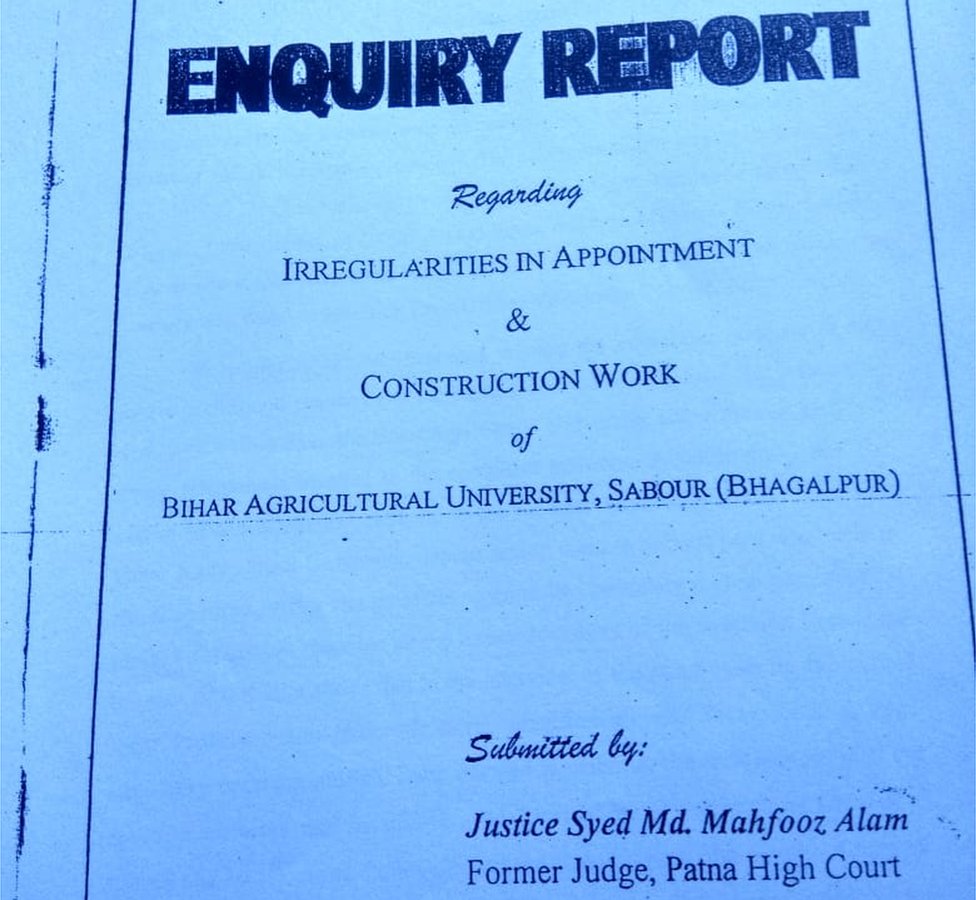 ENQUIRY REPORT
Regarding
IRREGULARITIES IN APPOINTMENT
&
CONSTRUCTION WORK
of
BIHAR AGRICULTURAL UNIVERSITY, SABOUR (BHAGALPUR)
Submitted by:
Justice Syed Md. Mahfooz Alam
Former Judge, Patna High Court